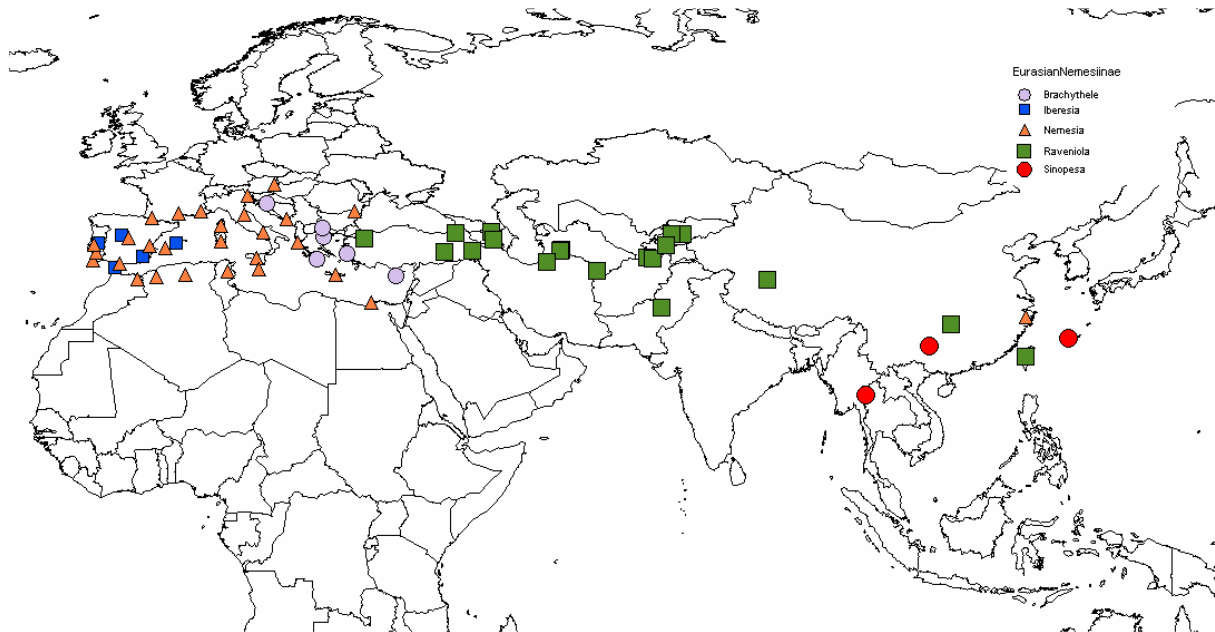 EurasianNemesiinae
Brachythele
Iberesia
Nemesia
Raveniola
Sinopesa